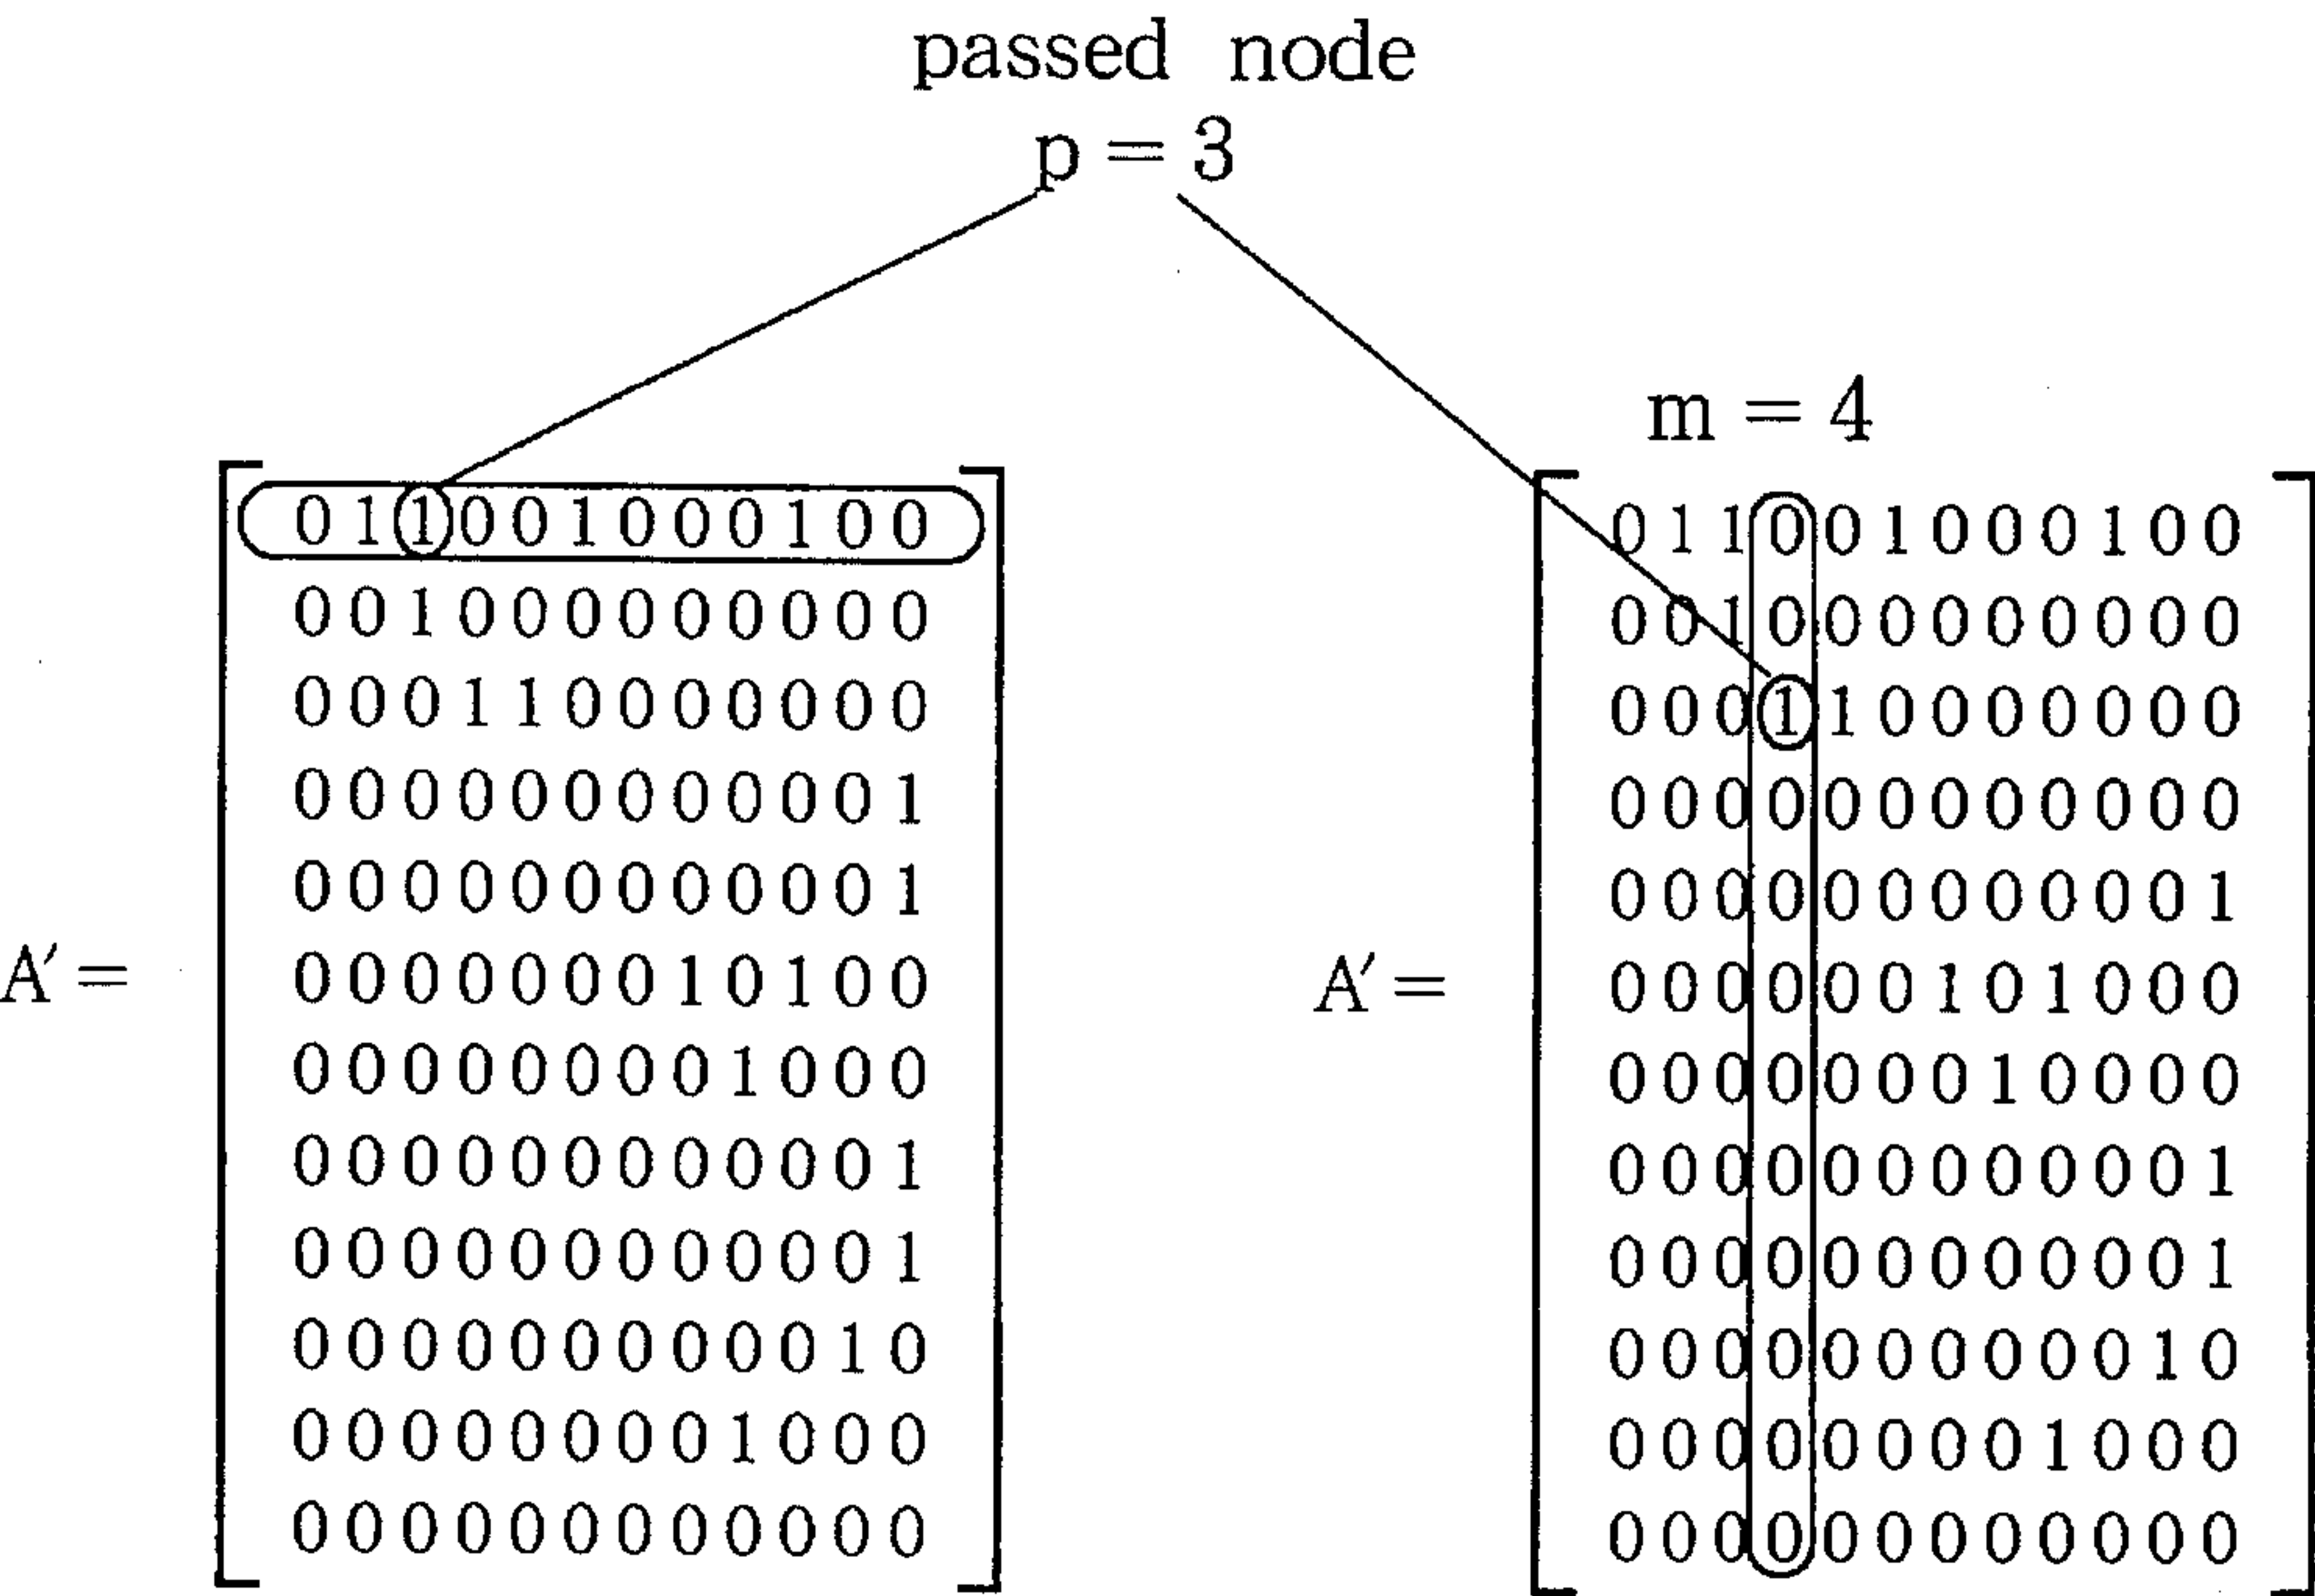 passed node
p = 3
A′ =
0 1 1 0 0 1 0 0 0 1 0 0
0 0 1 0 0 0 0 0 0 0 0 0
0 0 0 1 1 0 0 0 0 0 0 0
0 0 0 0 0 0 0 0 0 0 0 1
0 0 0 0 0 0 0 0 0 0 0 1
0 0 0 0 0 0 0 1 0 1 0 0
0 0 0 0 0 0 0 0 1 0 0 0
0 0 0 0 0 0 0 0 0 0 0 1
0 0 0 0 0 0 0 0 0 0 0 1
0 0 0 0 0 0 0 0 0 0 1 0
0 0 0 0 0 0 0 0 1 0 0 0
0 0 0 0 0 0 0 0 0 0 0 0
m = 4
A′ =
0 1 1 0 0 1 0 0 0 1 0 0
0 0 1 0 0 0 0 0 0 0 0 0
0 0 0 1 1 0 0 0 0 0 0 0
0 0 0 0 0 0 0 0 0 0 0 0
0 0 0 0 0 0 0 0 0 0 0 1
0 0 0 0 0 0 1 0 1 0 0 0
0 0 0 0 0 0 0 1 0 0 0 0
0 0 0 0 0 0 0 0 0 0 0 1
0 0 0 0 0 0 0 0 0 0 0 1
0 0 0 0 0 0 0 0 0 0 1 0
0 0 0 0 0 0 0 0 1 0 0 0
0 0 0 0 0 0 0 0 0 0 0 0